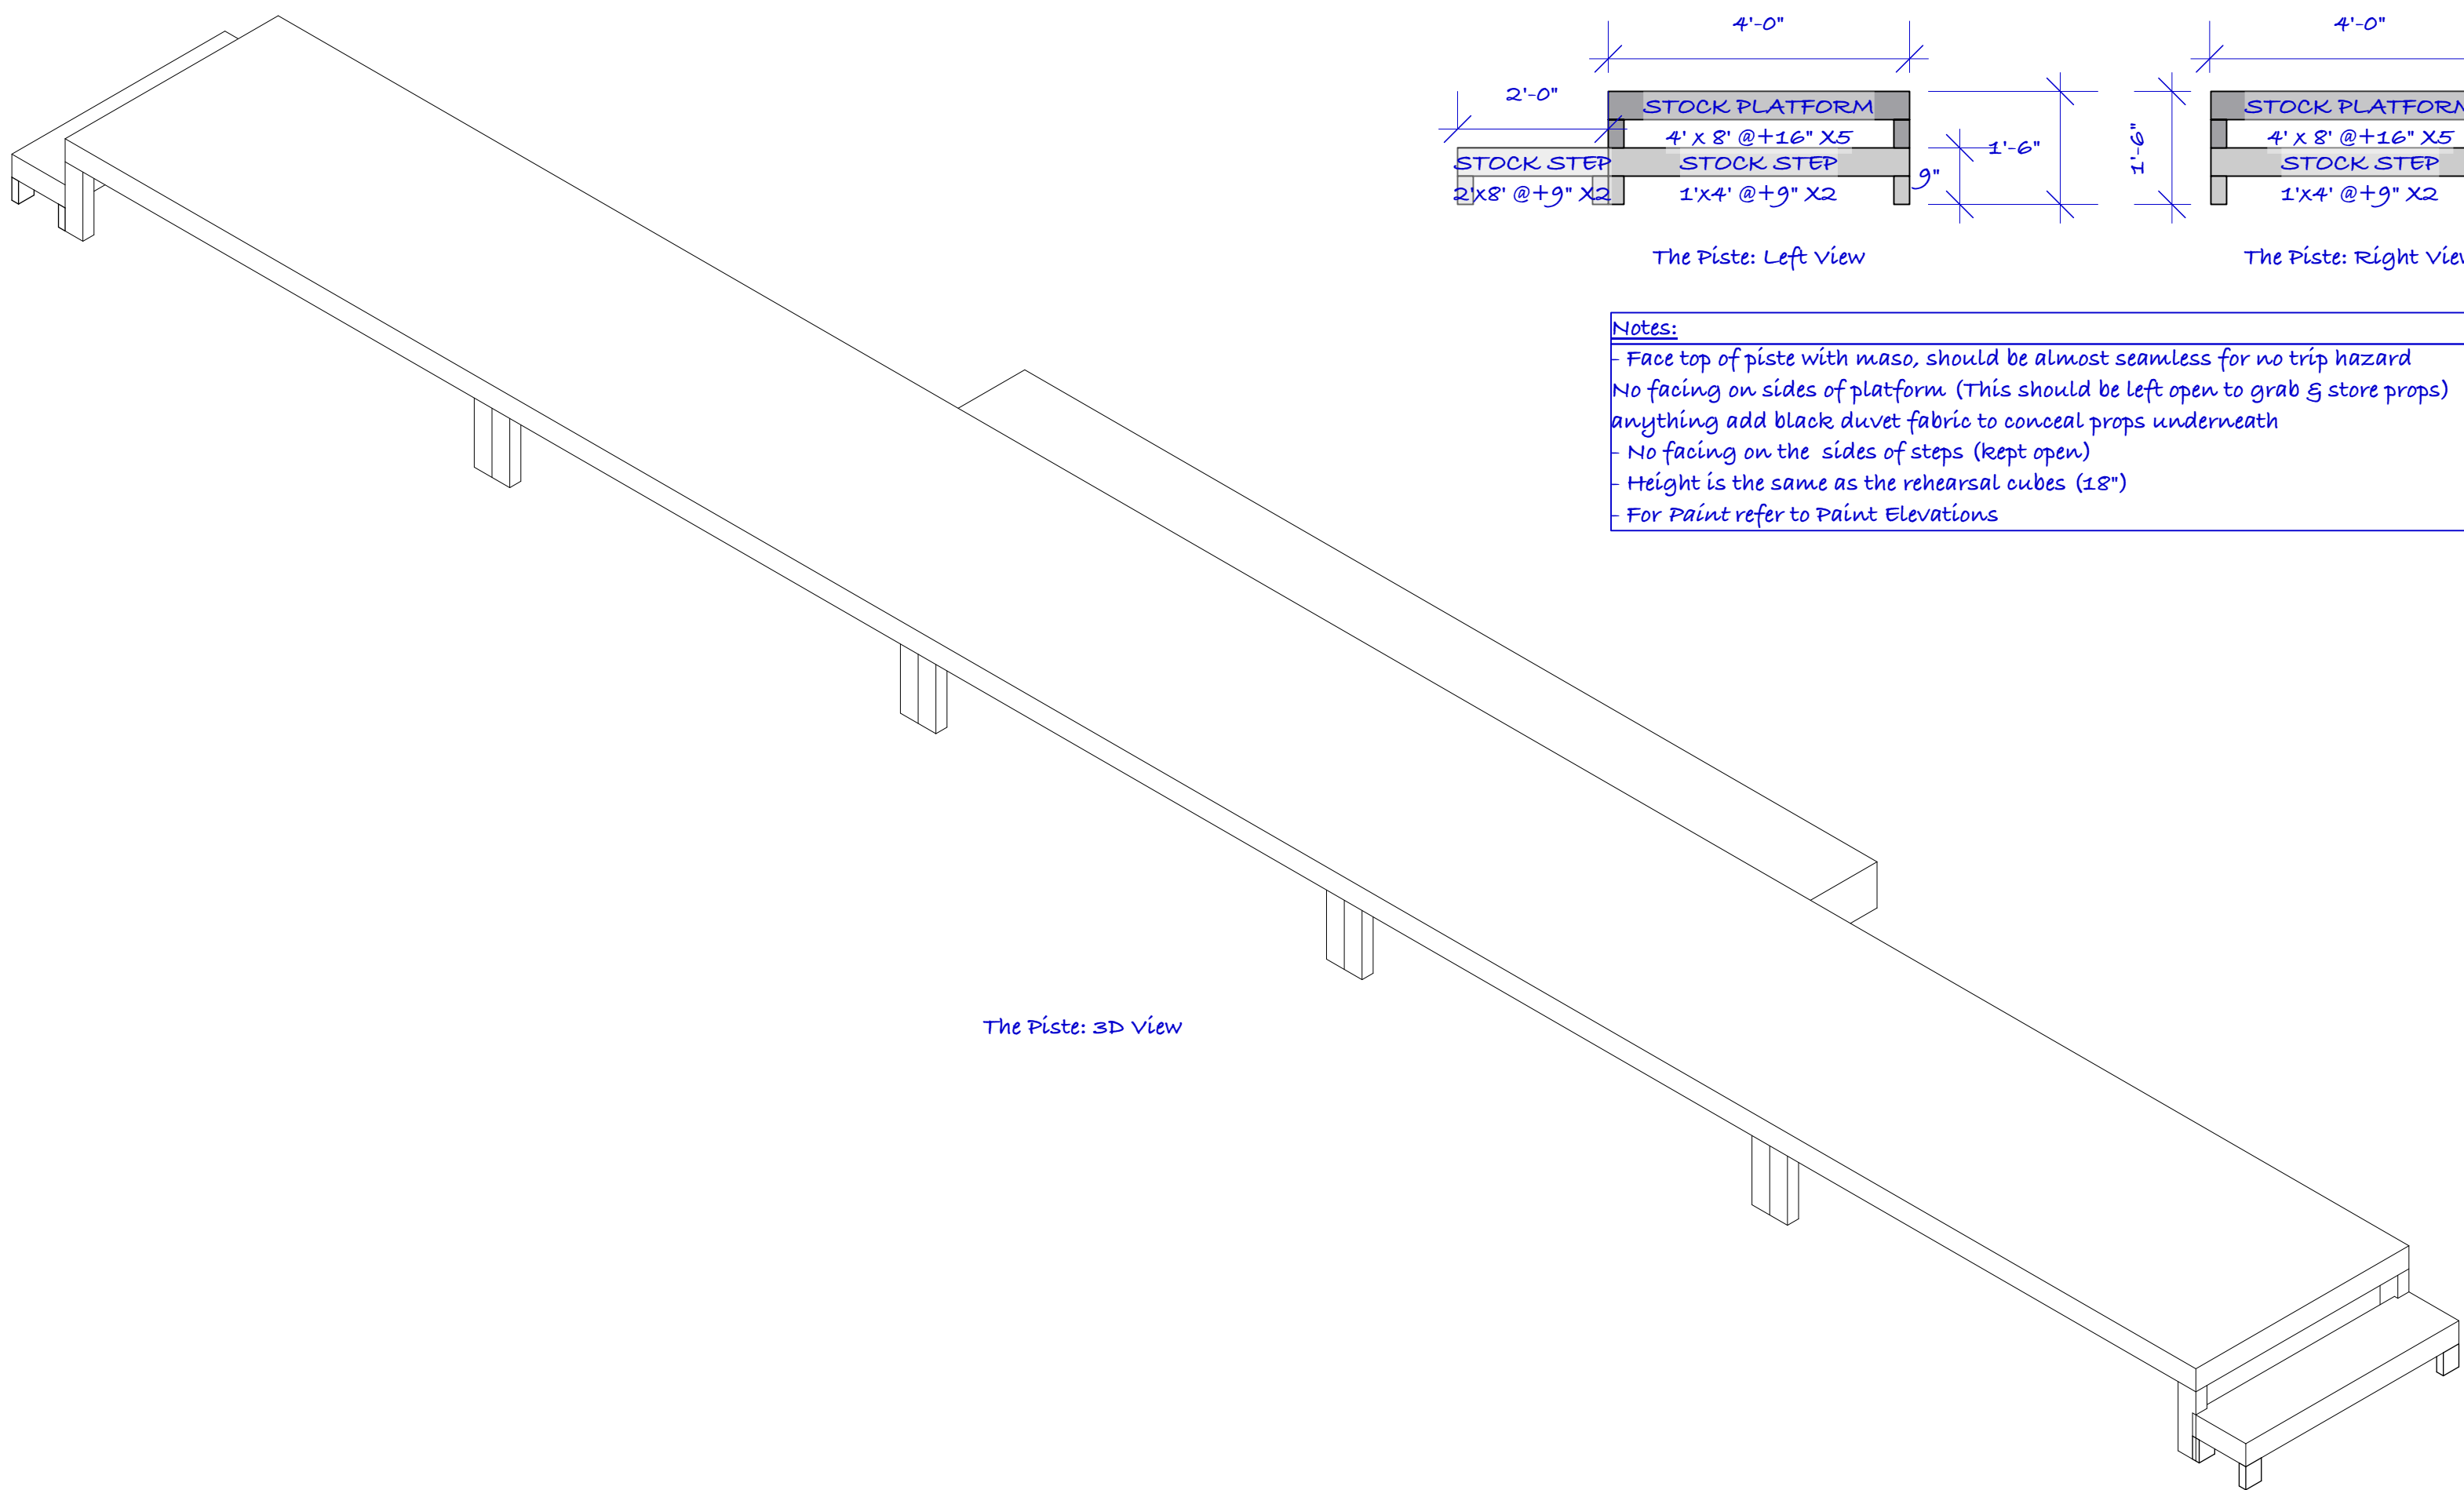 4'-0"
2'-0"
STOCK PLATFORM
4' x 8' @+16" X5
STOCK STEP
2'x8' @+9" X2
STOCK STEP
1'x4' @+9" X2
9"
1'-6"
The Piste: Left View
4'-0"
1'-6"
STOCK PLATFORM
4' x 8' @+16" X5
STOCK STEP
1'x4' @+9" X2
The Piste: Right View
Notes:
- Face top of piste with maso, should be almost seamless for no trip hazard
No facing on sides of platform (This should be left open to grab & store props)
anything add black duvet fabric to conceal props underneath
- No facing on the sides of steps (kept open)
- Height is the same as the rehearsal cubes (18")
- For Paint refer to Paint Elevations
The Piste: 3D View